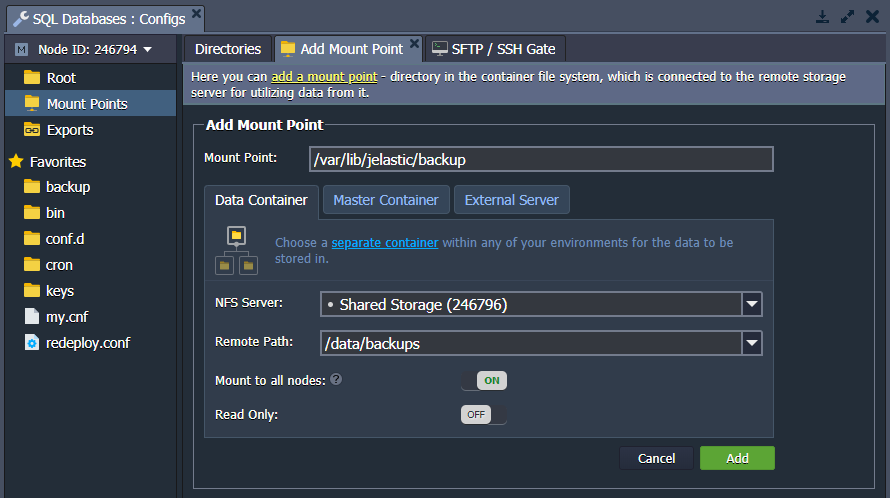 SQL Databases : Configs
M Node ID: 246794
Root
Mount Points
Exports
Favorites
backup
bin
conf.d
cron
keys
my.cnf
redeploy.conf
Directories
Add Mount Point
SFTP / SSH Gate
Here you can add a mount point - directory in the container file system, which is connected to the remote storage
server for utilizing data from it.
Add Mount Point
Mount Point: /var/lib/jelastic/backup
Data Container
Master Container
External Server
Choose a separate container within any of your environments for the data to be
stored in.
NFS Server: • Shared Storage (246796)
Remote Path: /data/backups
Mount to all nodes: ? ON
Read Only: OFF
Cancel
Add